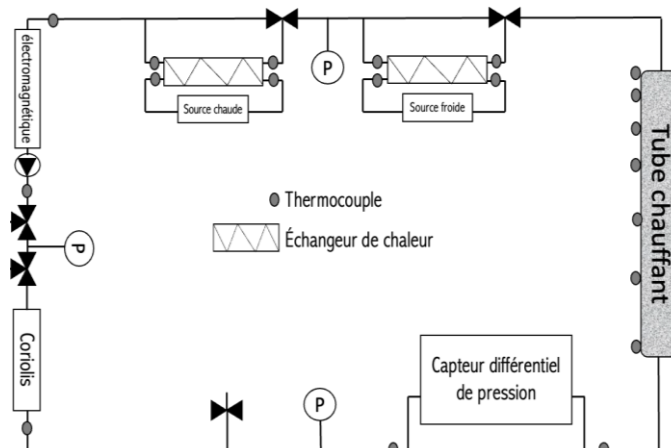 électromagnétique
P
Source chaude
Source froide
Tube chauffant
Thermocouple
P
Échangeur de chaleur
Coriolis
Capteur différentiel
de pression
P